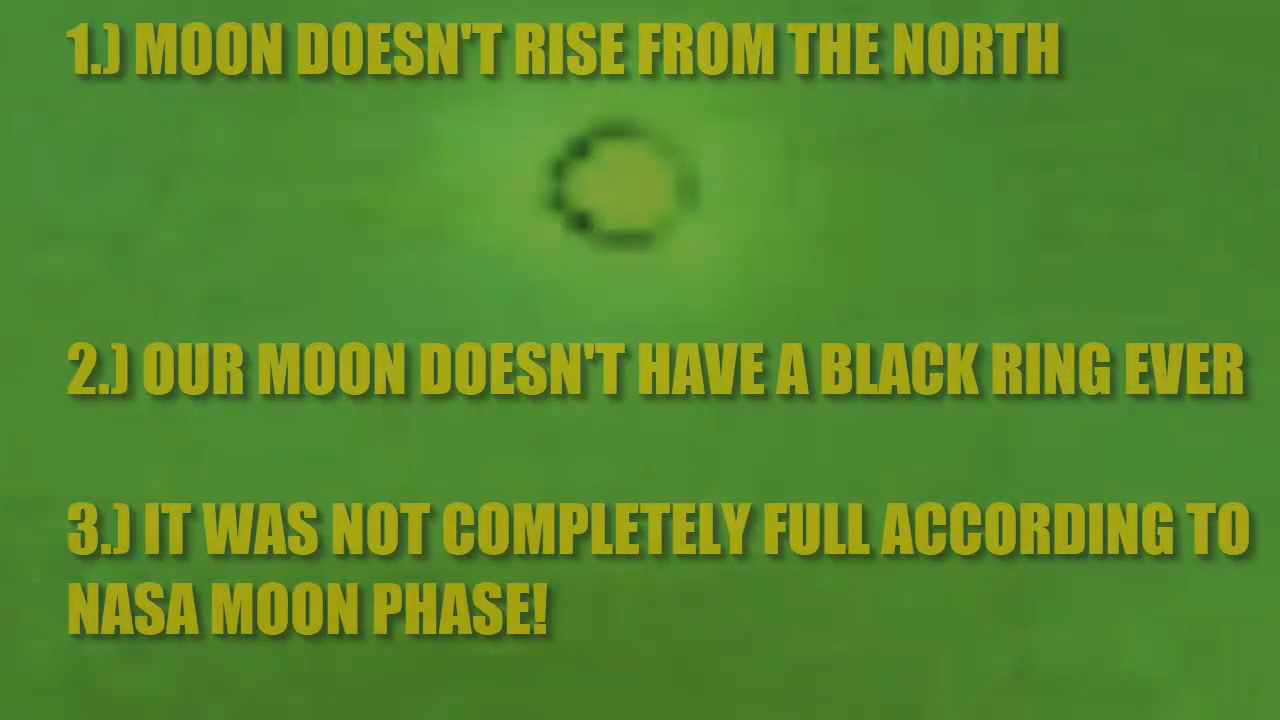 1.) MOON DOESN'T RISE FROM THE NORTH
2.) OUR MOON DOESN'T HAVE A BLACK RING EVER
3.) IT WAS NOT COMPLETELY FULL ACCORDING TO
NASA MOON PHASE!